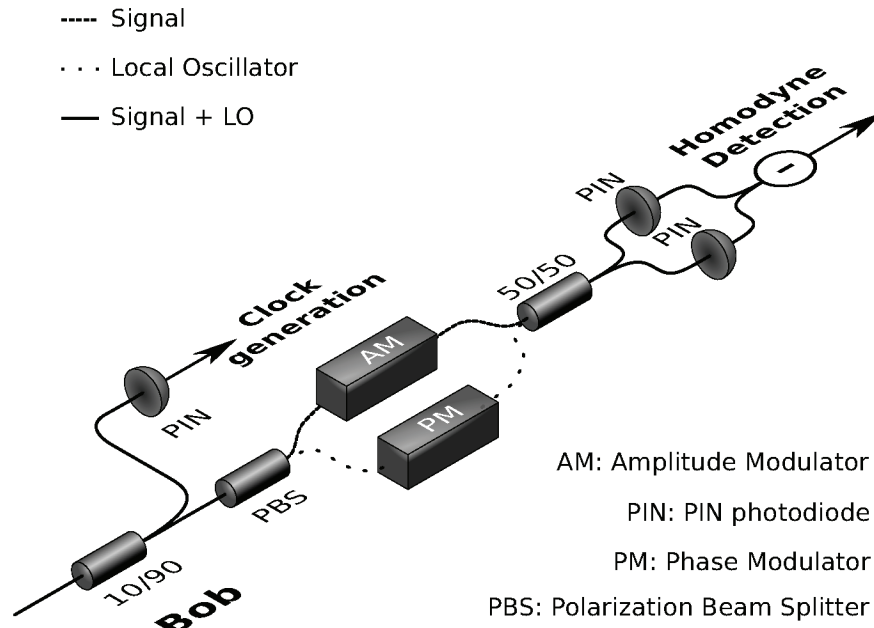 Signal
Local Oscillator
Signal + LO
Homodyne
Detection
−
PIN
PIN
50/50
Clock
generation
AM
PIN
PM
PBS
10/90
Bob
AM: Amplitude Modulator
PIN: PIN photodiode
PM: Phase Modulator
PBS: Polarization Beam Splitter